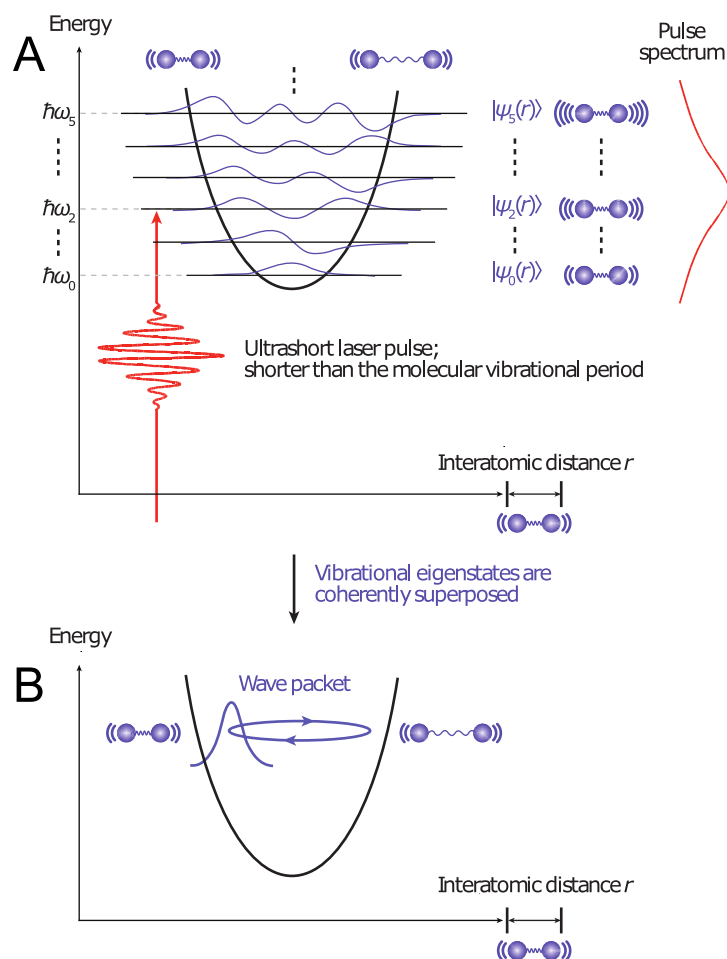 Energy
A
Pulse
spectrum
ℏω5
|ψ5(r)⟩
ℏω2
|ψ2(r)⟩
ℏω0
|ψ0(r)⟩
Ultrashort laser pulse;
shorter than the molecular vibrational period
Interatomic distance r
Vibrational eigenstates are
coherently superposed
Energy
B
Wave packet
Interatomic distance r